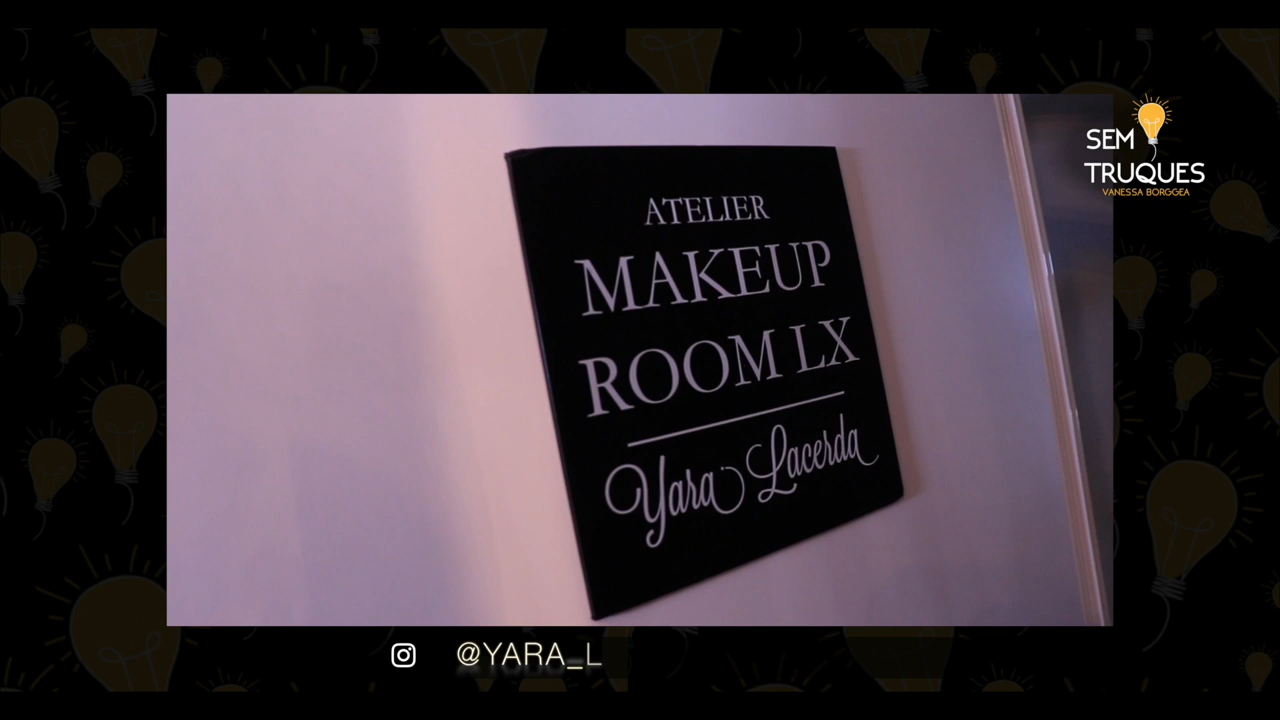 SEM
TRUQUES
VANESSA BORGGEA
ATELIER
MAKEUP
ROOM LX
Yara Lacerda
@YARA_L